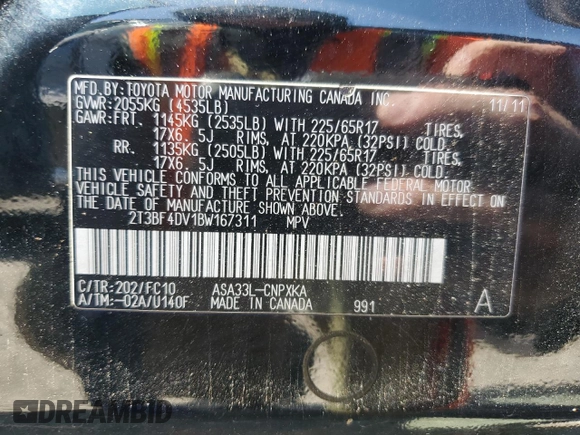 MFD.BY:TOYOTA MOTOR MANUFACTURING CANADA INC. 11/11
GVWR:2055KG (4535LB)
GAWR:FRT. 1145KG (2535LB) WITH 225/65R17 TIRES,
17X6. 5J RIMS, AT 220KPA (32PSI) COLD.
RR. 1135KG (2505LB) WITH 225/65R17 TIRES,
17X6. 5J RIMS, AT 220KPA (32PSI) COLD.
THIS VEHICLE CONFORMS TO ALL APPLICABLE FEDERAL MOTOR
VEHICLE SAFETY AND THEFT PREVENTION STANDARDS IN EFFECT ON
THE DATE OF MANUFACTURE SHOWN ABOVE.
2T3BF4DV1BW167311 MPV
C/TR:202/FC10 ASA33L-CNPXKA
A/TM:-02A/U140F MADE IN CANADA 991 A
DREAMBID